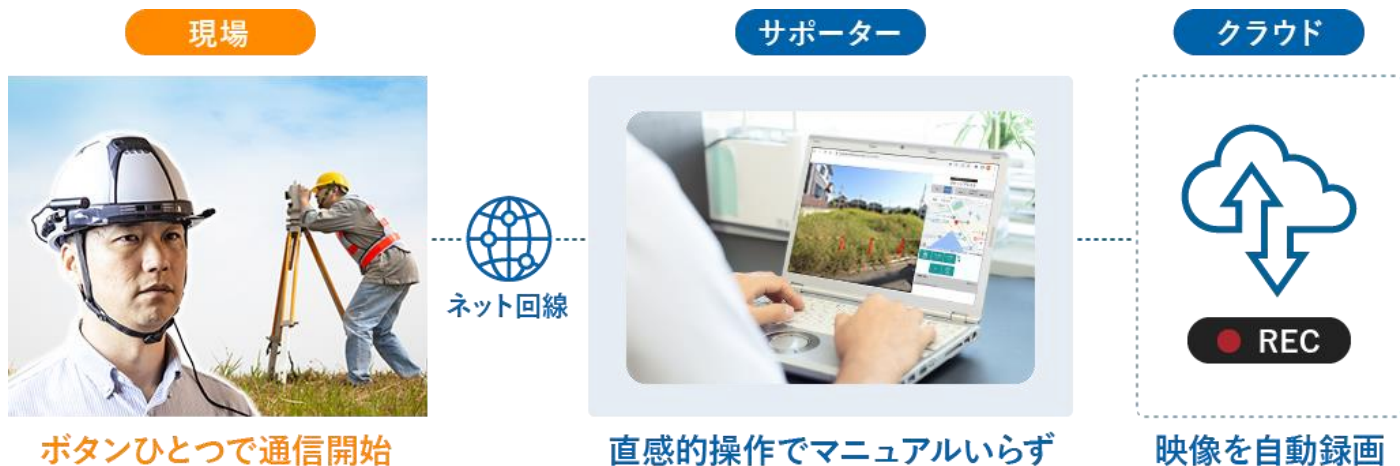 現場
サポーター
クラウド
ネット回線
REC
ボタンひとつで通信開始
直感的操作でマニュアルいらず
映像を自動録画